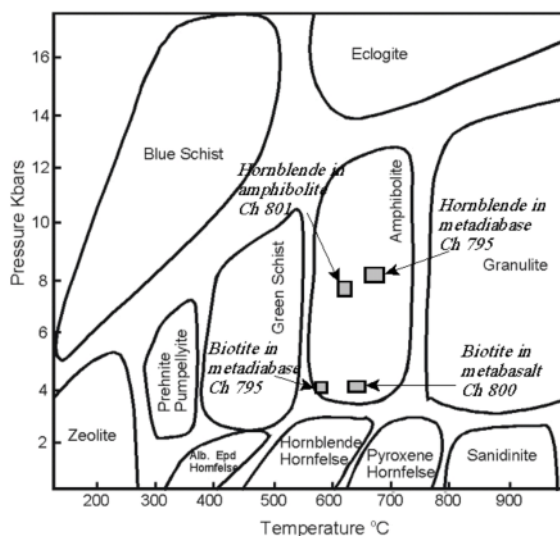 16
14
12
10
8
6
4
2
Pressure Kbars
Eclogite
Blue Schist
Hornblende in
amphibolite
Ch 801
Amphibolite
Hornblende in
metadiabase
Ch 795
Granulite
Green Schist
Prehnite
Pumpellyite
Biotite in
metadiabase
Ch 795
Biotite in
metabasalt
Ch 800
Zeolite
Alb. Epd
Hornfelse
Hornblende
Hornfelse
Pyroxene
Hornfelse
Sanidinite
200 300 400 500 600 700 800 900
Temperature °C